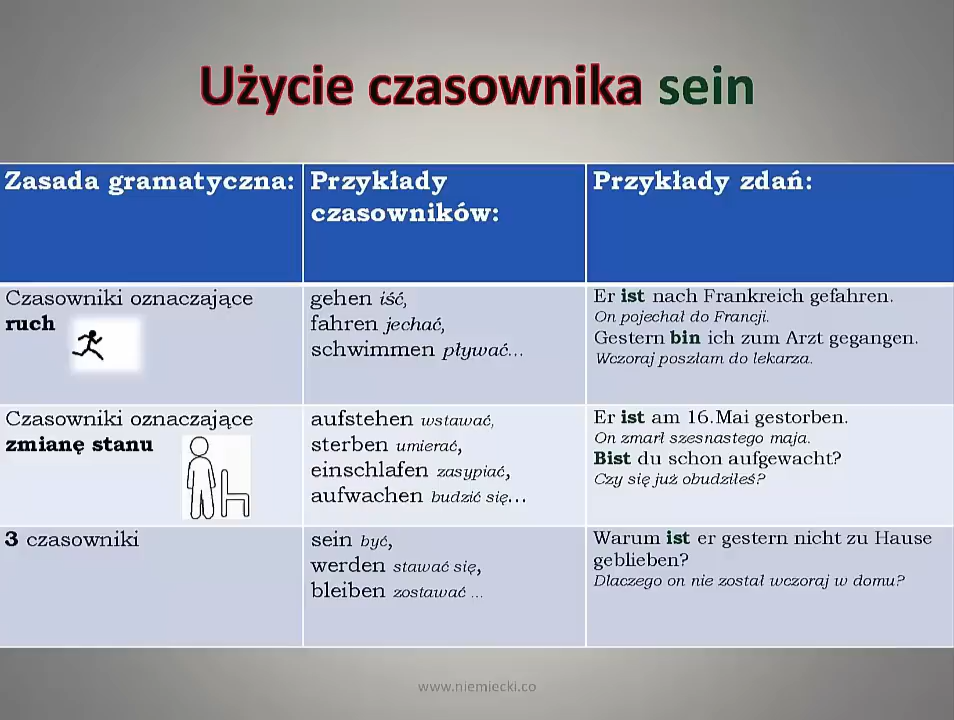 Użycie czasownika sein
Zasada gramatyczna:
Przykłady
czasowników:
Przykłady zdań:
Czasowniki oznaczające
ruch
gehen iść,
fahren jechać,
schwimmen pływać...
Er ist nach Frankreich gefahren.
On pojechał do Francji.
Gestern bin ich zum Arzt gegangen.
Wczoraj poszłam do lekarza.
Czasowniki oznaczające
zmianę stanu
aufstehen wstawać,
sterben umierać,
einschlafen zasypiać,
aufwachen budzić się...
Er ist am 16.Mai gestorben.
On zmarł szesnastego maja.
Bist du schon aufgewacht?
Czy się już obudziłeś?
3 czasowniki
sein być,
werden stawać się,
bleiben zostawać ...
Warum ist er gestern nicht zu Hause
geblieben?
Dlaczego on nie został wczoraj w domu?
www.niemiecki.co